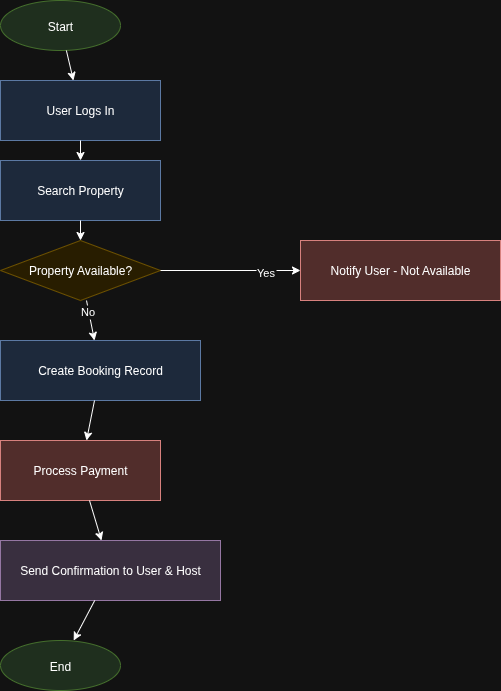 Start
User Logs In
Search Property
Property Available?
Yes
Notify User - Not Available
No
Create Booking Record
Process Payment
Send Confirmation to User & Host
End